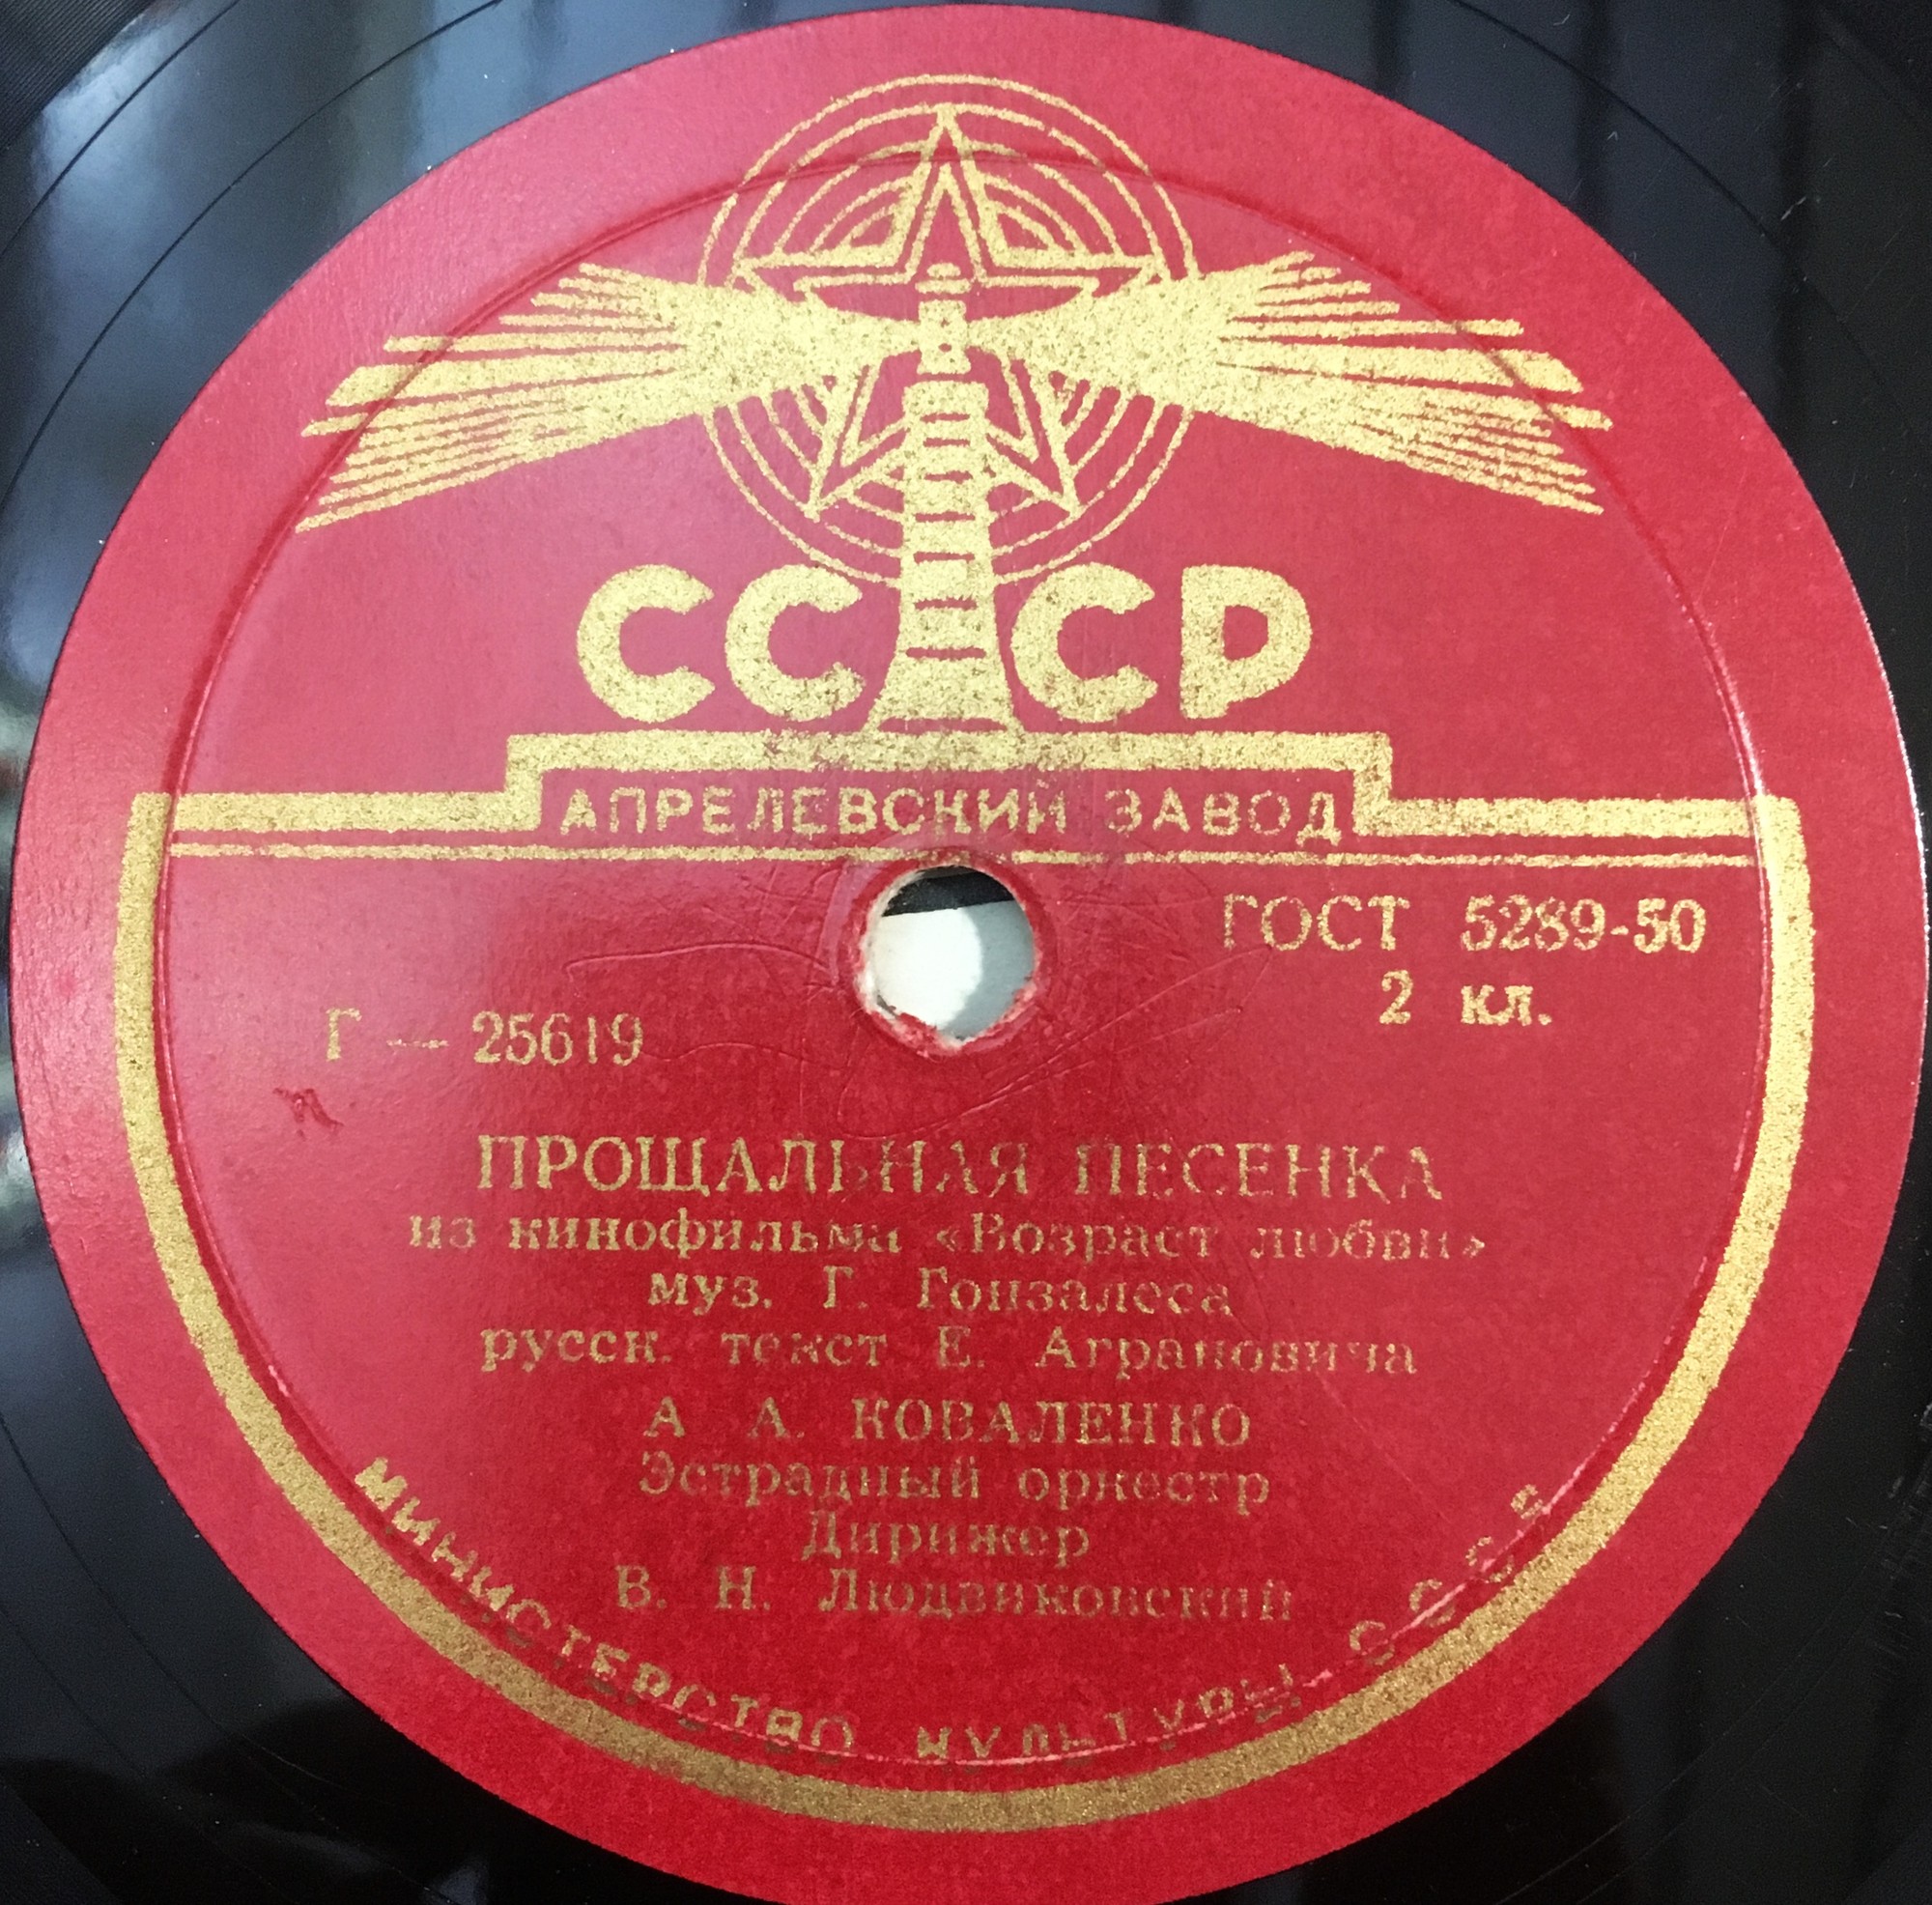 СССР
АПРЕЛЕВСКИЙ ЗАВОД
ГОСТ 5289-50
2 кл.
Г — 25619
ПРОЩАЛЬНАЯ ПЕСЕНКА
из кинофильма «Возраст любви»
муз. Г. Гонзалеса
русск. текст Е. Аграновича
А. А. КОВАЛЕНКО
Эстрадный оркестр
Дирижер
В. Н. Людвиковский
МИНИСТЕРСТВО КУЛЬТУРЫ СССР